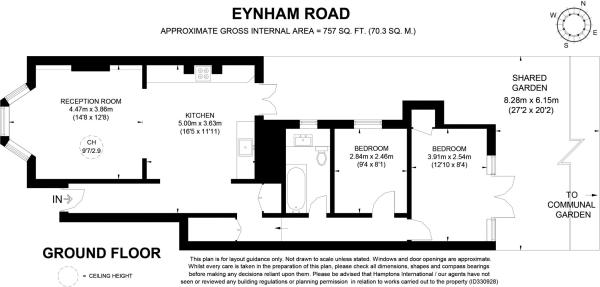 EYNHAM ROAD
APPROXIMATE GROSS INTERNAL AREA = 757 SQ. FT. (70.3 SQ. M.)
N
W
E
S
RECEPTION ROOM
4.47m x 3.86m
(14'8 x 12'8)
CH
9'7/2.9
KITCHEN
5.00m x 3.63m
(16'5 x 11'11)
SHARED
GARDEN
8.28m x 6.15m
(27'2 x 20'2)
BEDROOM
2.84m x 2.46m
(9'4 x 8'1)
BEDROOM
3.91m x 2.54m
(12'10 x 8'4)
IN
TO
COMMUNAL
GARDEN
GROUND FLOOR
= CEILING HEIGHT
This plan is for layout guidance only. Not drawn to scale unless stated. Windows and door openings are approximate.
Whilst every care is taken in the preparation of this plan, please check all dimensions, shapes and compass bearings
before making any decisions reliant upon them. Please be advised that Hamptons International / our agents have not
seen or reviewed any building regulations or planning permission in relation to works carried out to the property (ID330928)